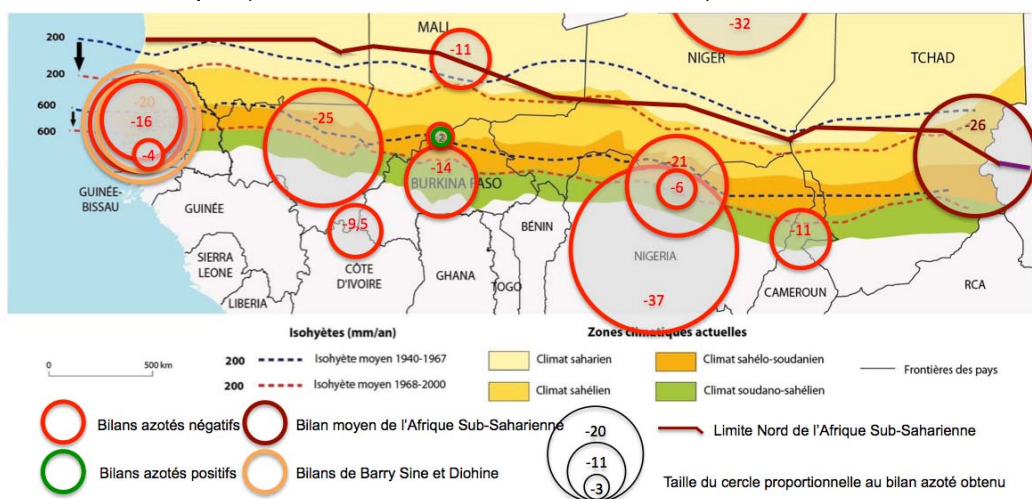 -32
200
MALI
-11
NIGER
TCHAD
200
600
600
-20
-16
-4
-25
2
-14
BURKINA FASO
-21
-6
-26
GUINÉE-
BISSAU
GUINÉE
-9,5
BÉNIN
NIGERIA
-11
SIERRA
LEONE
CÔTE
D'IVOIRE
GHANA
TOGO
-37
CAMEROUN
RCA
LIBERIA
Isohyètes (mm/an)
Zones climatiques actuelles
0
500 km
200
Isohyète moyen 1940-1967
200
Isohyète moyen 1968-2000
Climat saharien
Climat sahélo-soudanien
Frontières des pays
Climat sahélien
Climat soudano-sahélien
Bilans azotés négatifs
Bilan moyen de l'Afrique Sub-Saharienne
Bilans azotés positifs
Bilans de Barry Sine et Diohine
-20
-11
-3
Limite Nord de l'Afrique Sub-Saharienne
Taille du cercle proportionnelle au bilan azoté obtenu